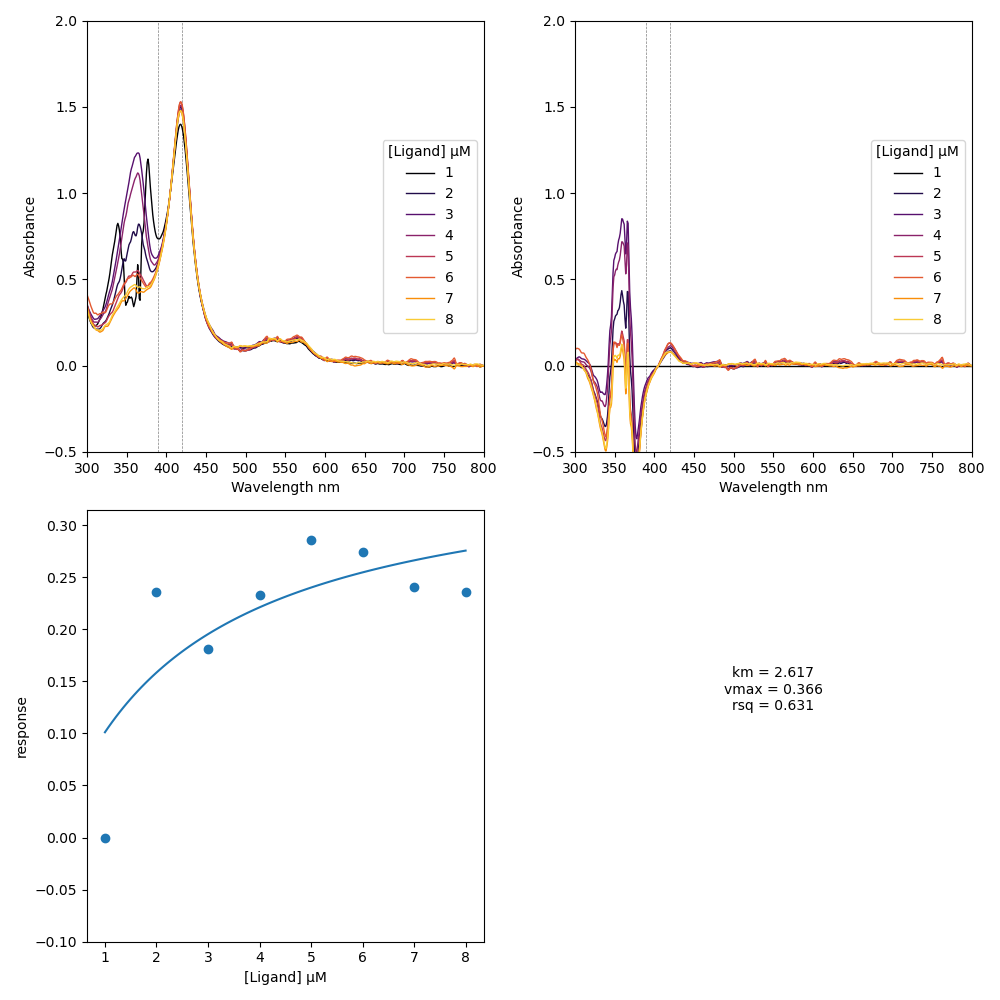 2.0
1.5
1.0
0.5
0.0
−0.5
Absorbance
300 350 400 450 500 550 600 650 700 750 800
Wavelength nm
[Ligand] μM
1
2
3
4
5
6
7
8
2.0
1.5
1.0
0.5
0.0
−0.5
Absorbance
300 350 400 450 500 550 600 650 700 750 800
Wavelength nm
[Ligand] μM
1
2
3
4
5
6
7
8
0.30
0.25
0.20
0.15
0.10
0.05
0.00
−0.05
−0.10
response
1 2 3 4 5 6 7 8
[Ligand] μM
km = 2.617
vmax = 0.366
rsq = 0.631